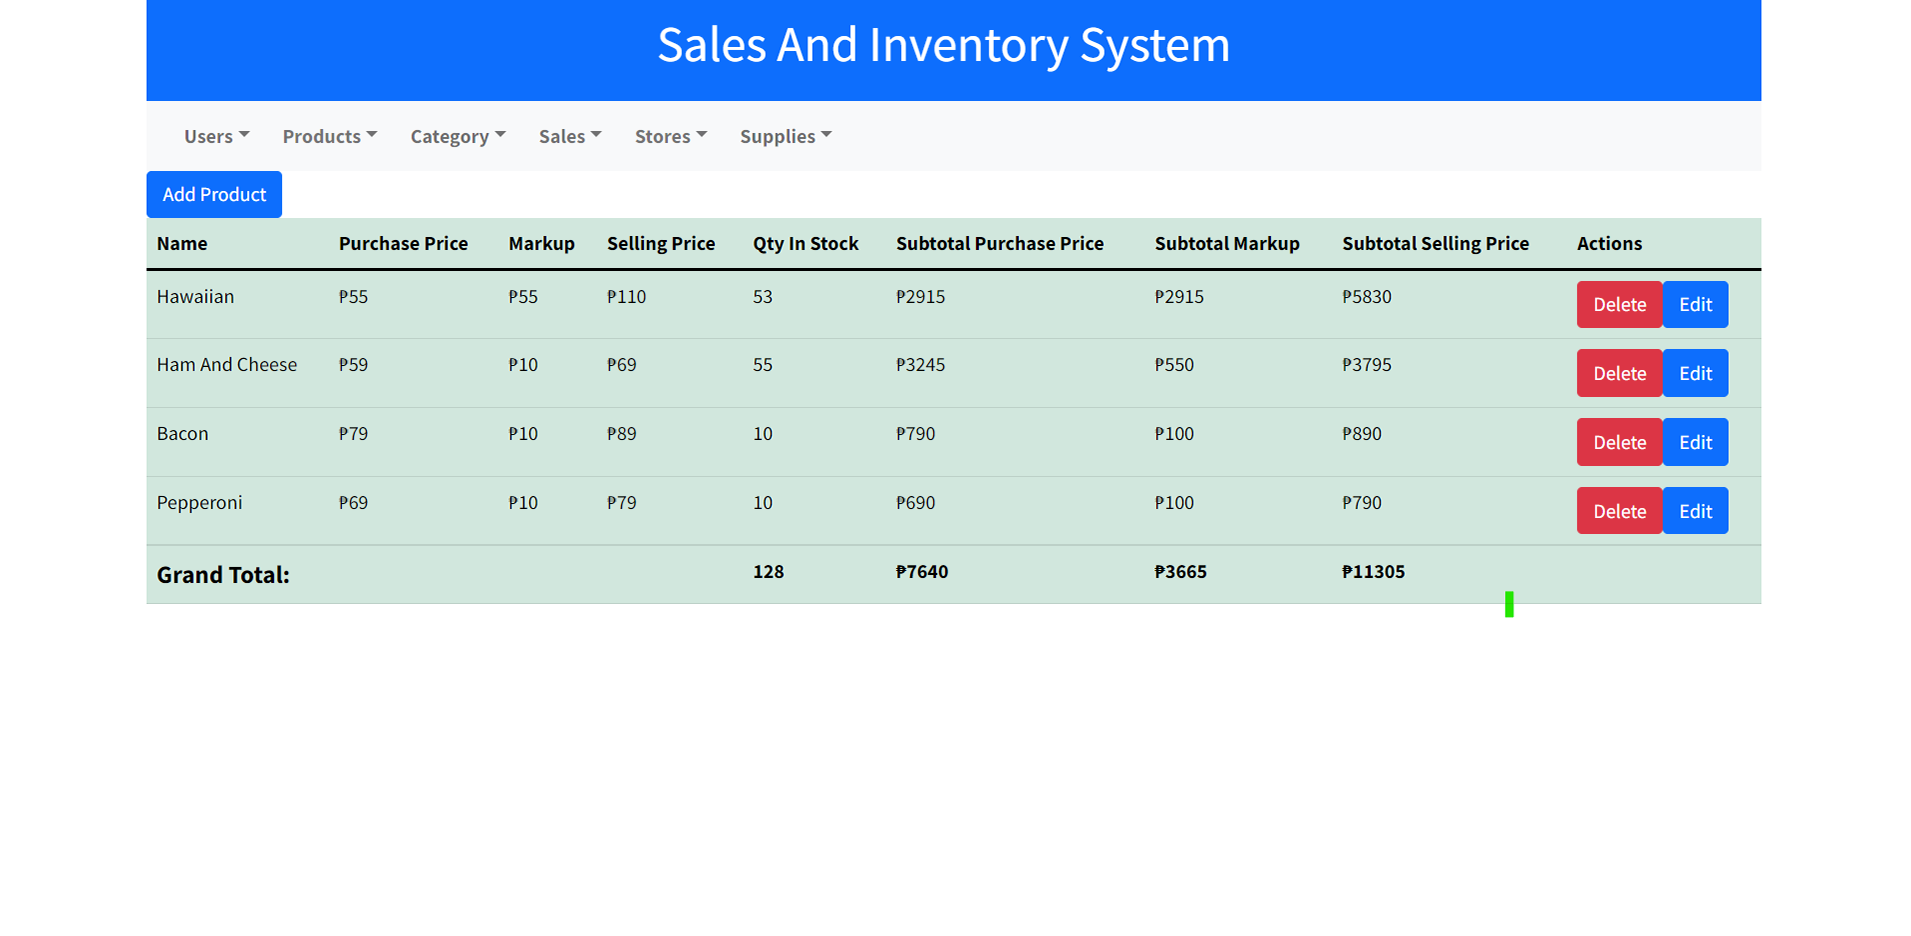 Sales And Inventory System
Users Products Category Sales Stores Supplies
Add Product
Name Purchase Price Markup Selling Price Qty In Stock Subtotal Purchase Price Subtotal Markup Subtotal Selling Price Actions
Hawaiian ₱55 ₱55 ₱110 53 ₱2915 ₱2915 ₱5830 Delete Edit
Ham And Cheese ₱59 ₱10 ₱69 55 ₱3245 ₱550 ₱3795 Delete Edit
Bacon ₱79 ₱10 ₱89 10 ₱790 ₱100 ₱890 Delete Edit
Pepperoni ₱69 ₱10 ₱79 10 ₱690 ₱100 ₱790 Delete Edit
Grand Total: 128 ₱7640 ₱3665 ₱11305